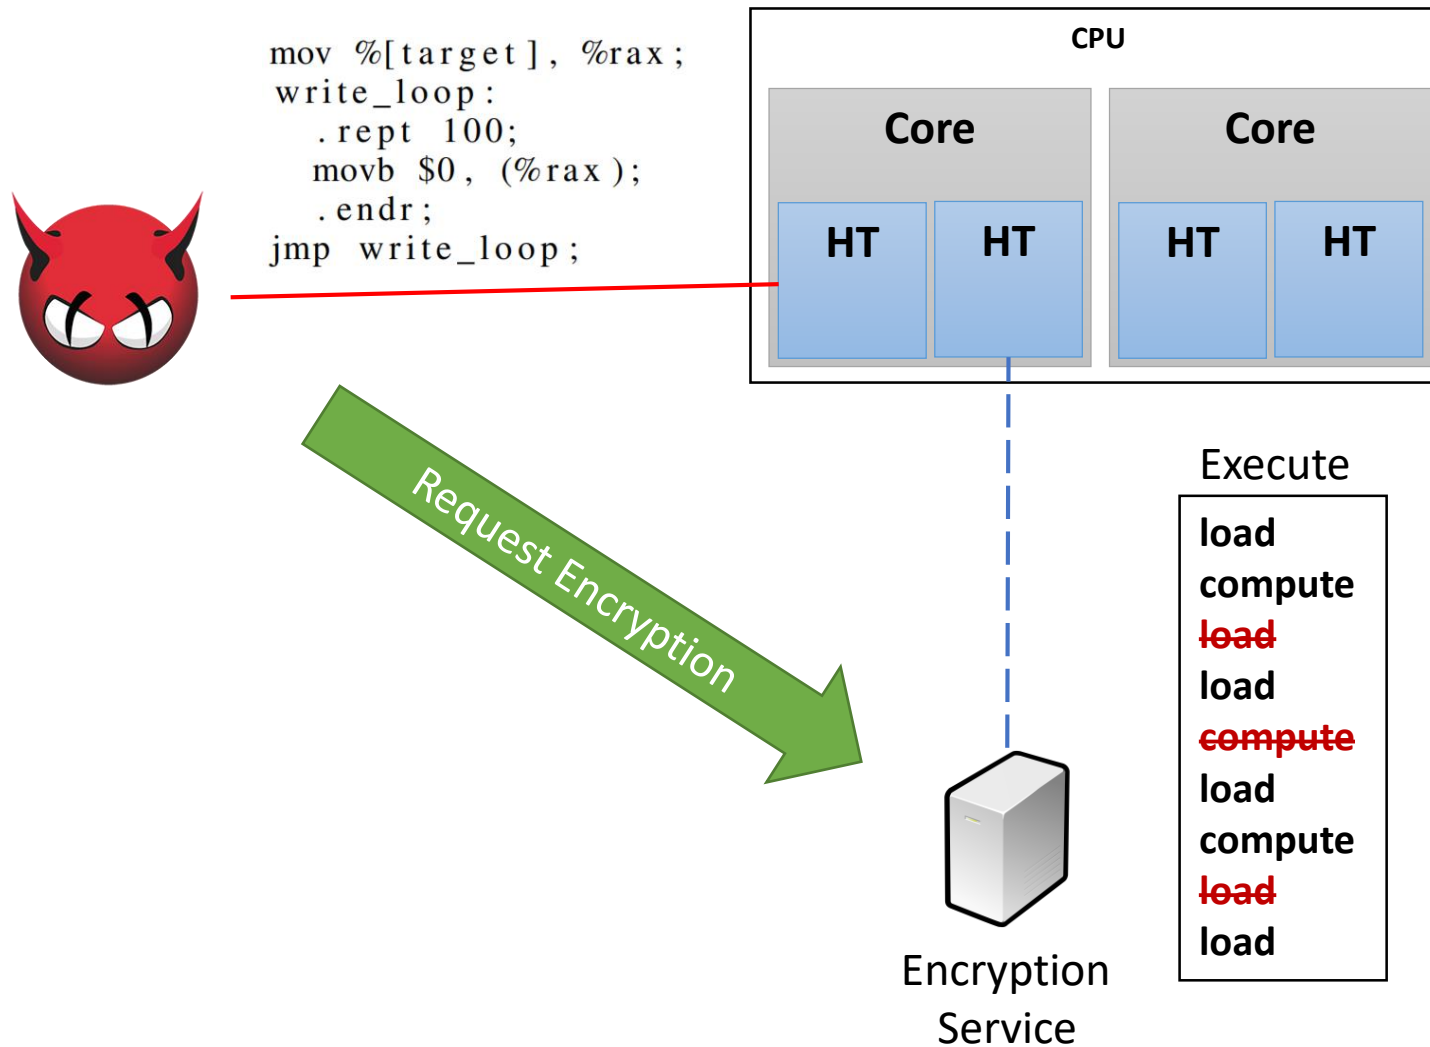 mov %[target], %rax;
write_loop:
.rept 100;
movb $0, (%rax);
.endr;
jmp write_loop;
CPU
Core
Core
HT
HT
HT
HT
Request Encryption
Execute
load
compute
load
load
compute
load
compute
load
load
Encryption
Service